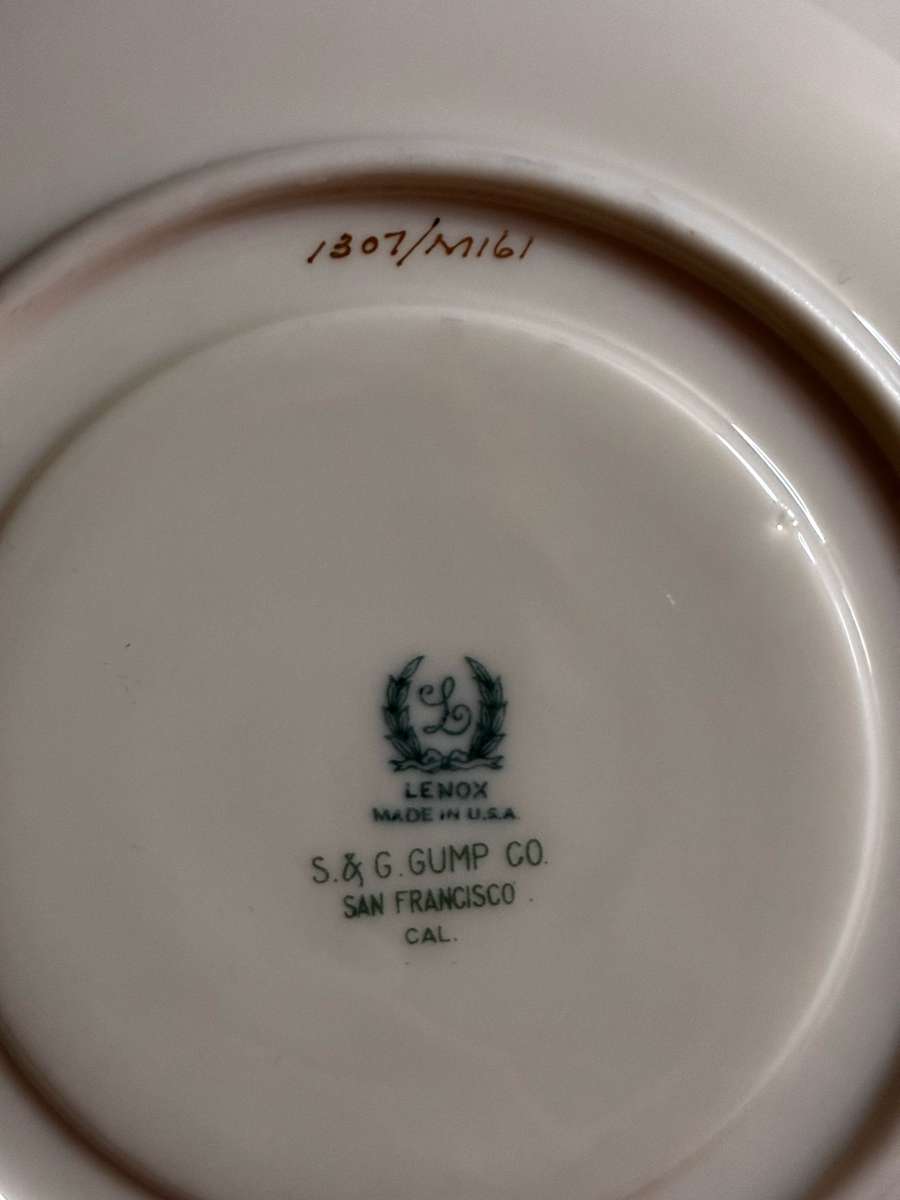 1307/M161
L
LENOX
MADE IN U.S.A.
S. & G. GUMP CO.
SAN FRANCISCO.
CAL.